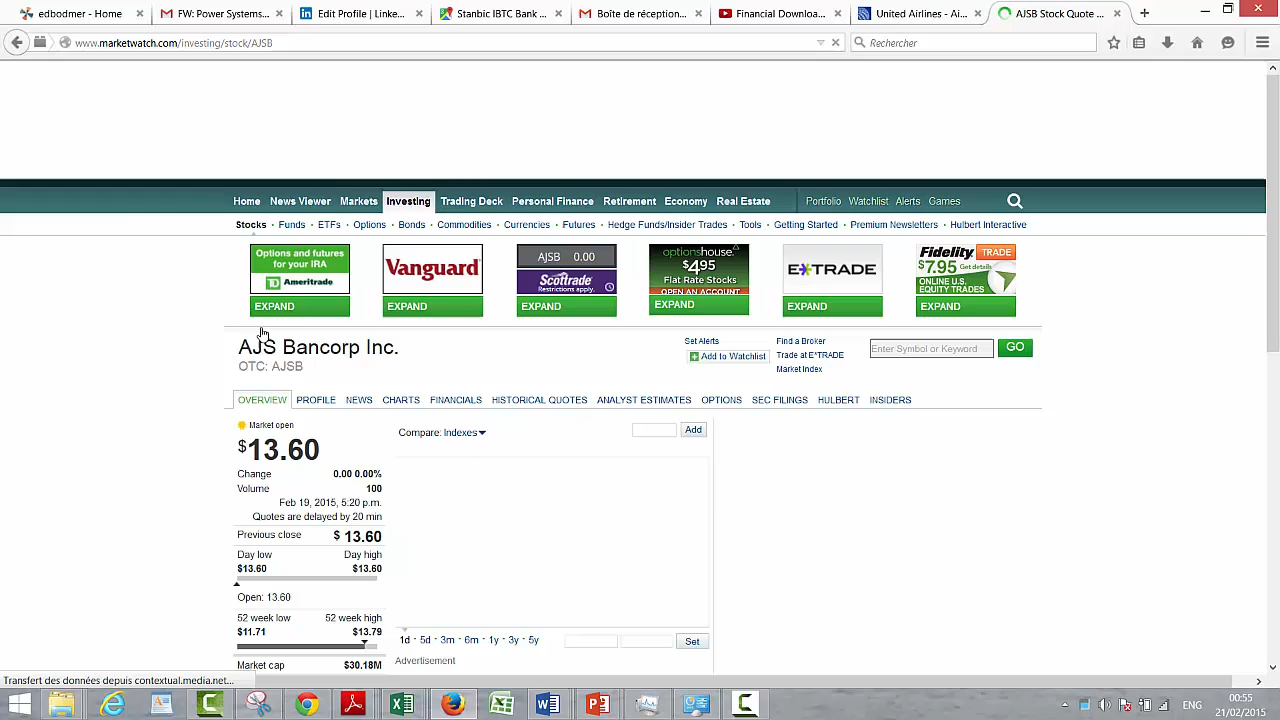 edbodmer - Home
FW: Power Systems...
Edit Profile | Linke...
Stanbic IBTC Bank ...
Boîte de réception...
Financial Downloa...
United Airlines - Ai...
AJSB Stock Quote ...
www.marketwatch.com/investing/stock/AJSB
Rechercher
Home News Viewer Markets Investing Trading Deck Personal Finance Retirement Economy Real Estate Portfolio Watchlist Alerts Games
Stocks · Funds · ETFs · Options · Bonds · Commodities · Currencies · Futures · Hedge Funds/Insider Trades · Tools · Getting Started · Premium Newsletters · Hulbert Interactive
Options and futures
for your IRA
TD Ameritrade
EXPAND
Vanguard
EXPAND
AJSB 0.00
Scottrade
Restrictions apply.
EXPAND
optionshouse
$4.95
Flat Rate Stocks
OPEN AN ACCOUNT
EXPAND
E*TRADE
EXPAND
Fidelity TRADE
$7.95 Get details
ONLINE U.S.
EQUITY TRADES
EXPAND
AJS Bancorp Inc.
OTC: AJSB
Set Alerts
Add to Watchlist
Find a Broker
Trade at E*TRADE
Market Index
Enter Symbol or Keyword GO
OVERVIEW PROFILE NEWS CHARTS FINANCIALS HISTORICAL QUOTES ANALYST ESTIMATES OPTIONS SEC FILINGS HULBERT INSIDERS
Market open
$13.60
Change 0.00 0.00%
Volume 100
Feb 19, 2015, 5:20 p.m.
Quotes are delayed by 20 min
Previous close $ 13.60
Day low Day high
$13.60 $13.60
Open: 13.60
52 week low 52 week high
$11.71 $13.79
Market cap $30.18M
Compare: Indexes
Add
1d · 5d · 3m · 6m · 1y · 3y · 5y
Set
Advertisement
Transfert des données depuis contextual.media.net...
ENG
00:55
21/02/2015